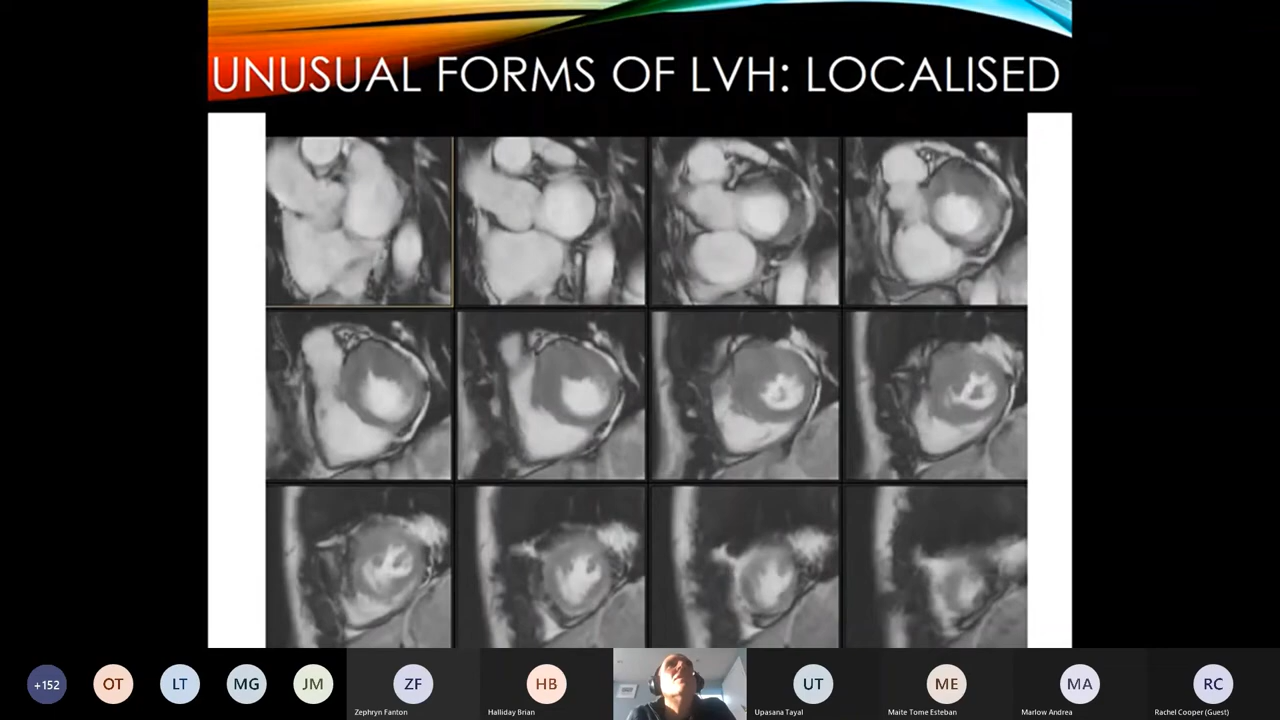 UNUSUAL FORMS OF LVH: LOCALISED
+152
OT
LT
MG
JM
ZF
HB
UT
ME
MA
RC
Zephryn Fanton
Halliday Brian
Upasana Tayal
Maite Tome Esteban
Marlow Andrea
Rachel Cooper (Guest)